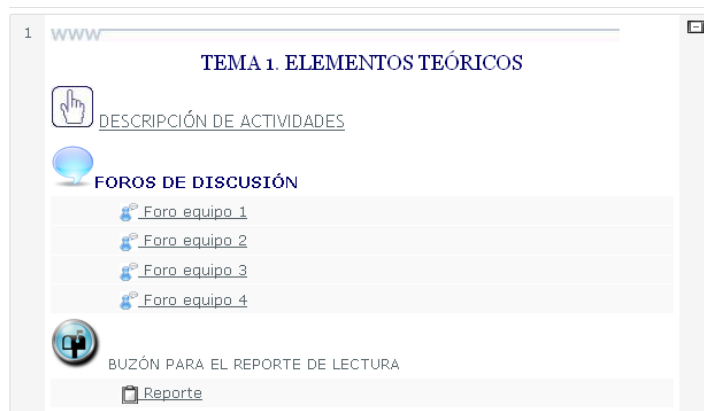 1
www
TEMA 1. ELEMENTOS TEÓRICOS
DESCRIPCIÓN DE ACTIVIDADES
FOROS DE DISCUSIÓN
Foro equipo 1
Foro equipo 2
Foro equipo 3
Foro equipo 4
BUZÓN PARA EL REPORTE DE LECTURA
Reporte